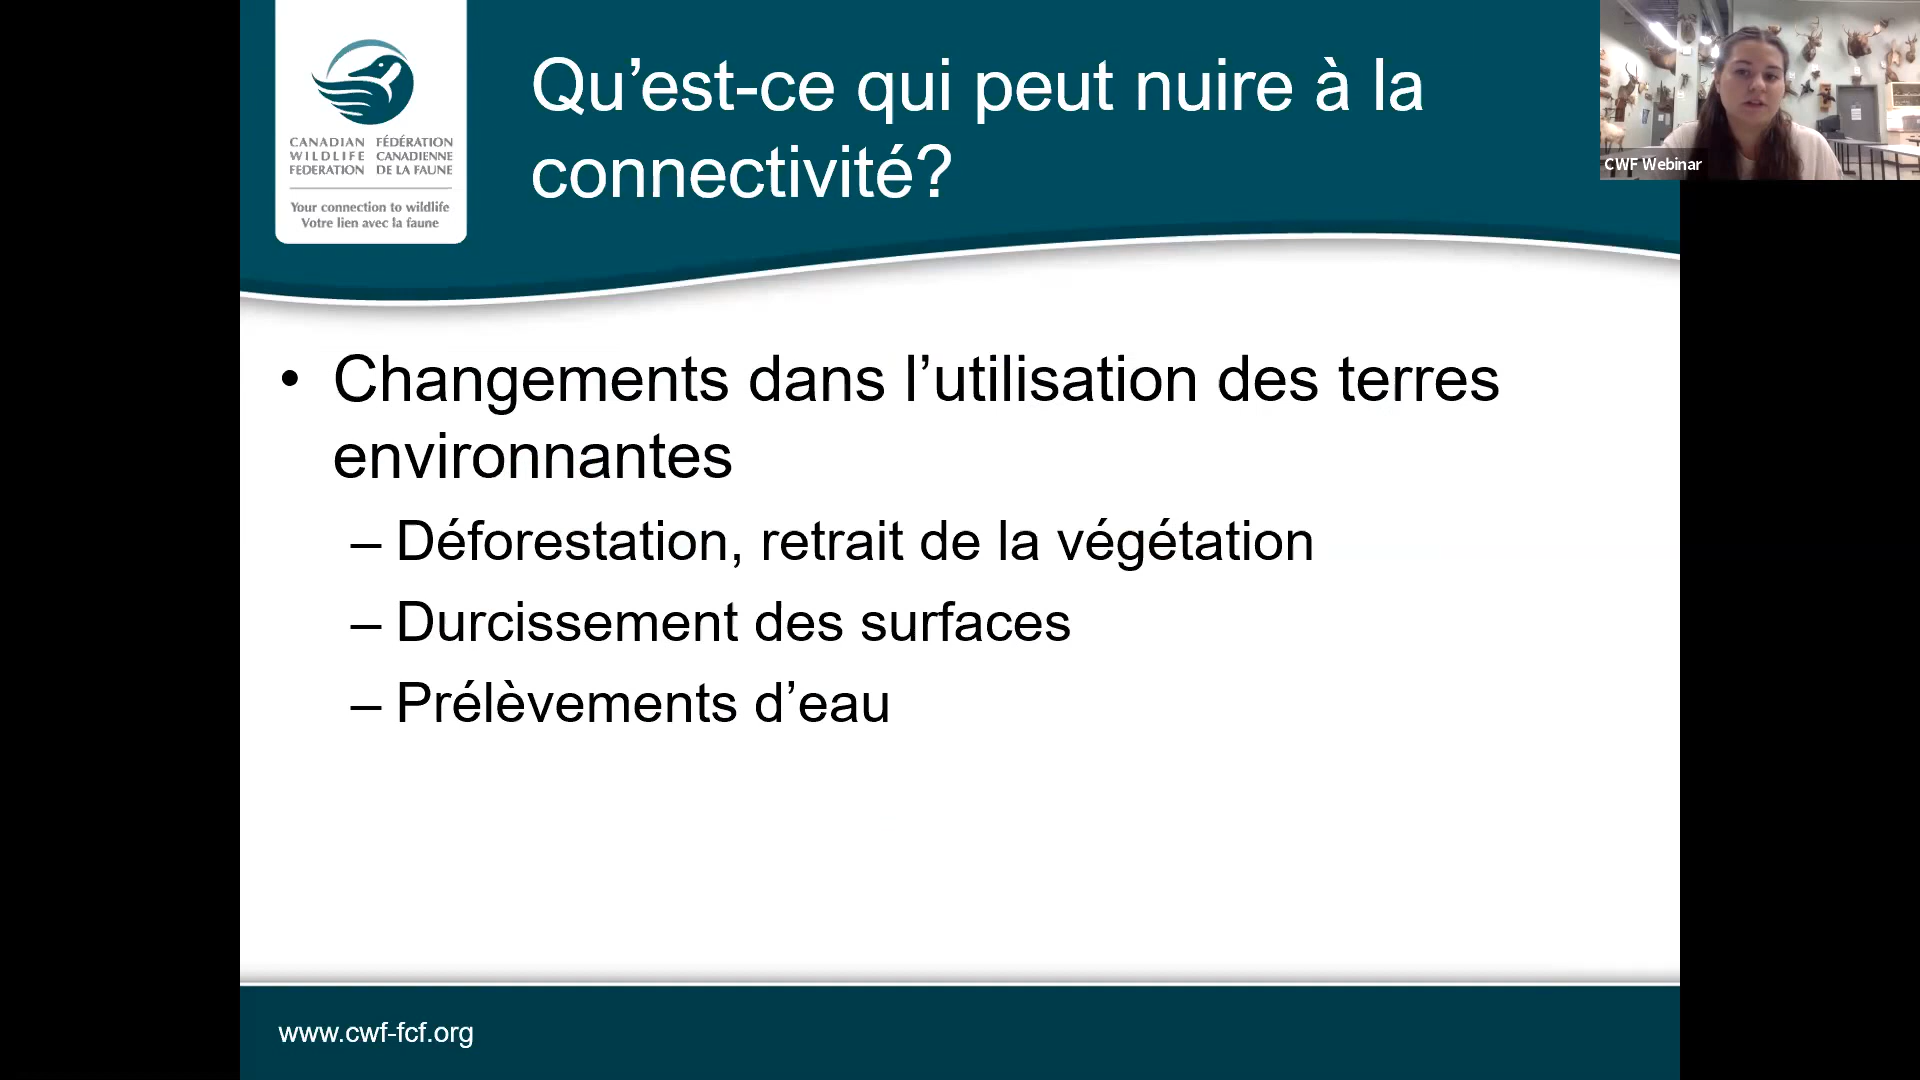 CANADIAN FÉDÉRATION
WILDLIFE CANADIENNE
FEDERATION DE LA FAUNE
Your connection to wildlife
Votre lien avec la faune
Qu’est-ce qui peut nuire à la
connectivité?
CWF Webinar
• Changements dans l’utilisation des terres
environnantes
– Déforestation, retrait de la végétation
– Durcissement des surfaces
– Prélèvements d’eau
www.cwf-fcf.org